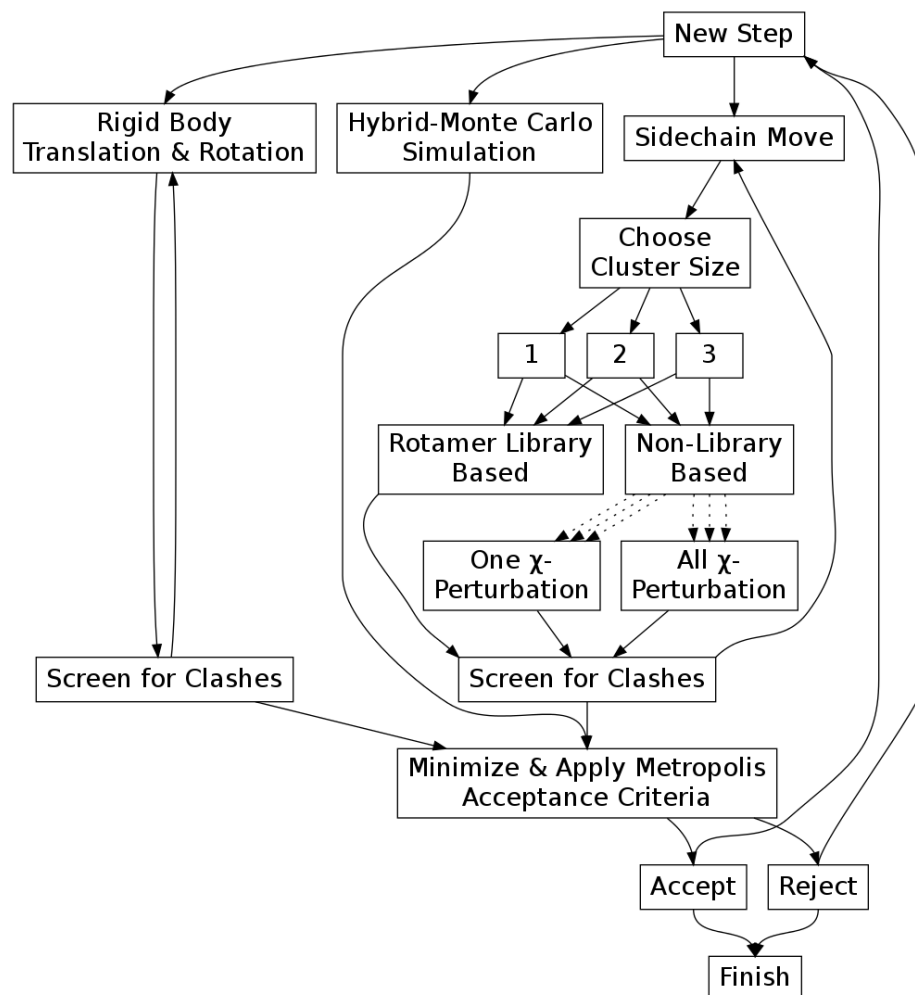 New Step
Rigid Body
Translation & Rotation
Hybrid-Monte Carlo
Simulation
Sidechain Move
Choose
Cluster Size
1
2
3
Rotamer Library
Based
Non-Library
Based
One χ-
Perturbation
All χ-
Perturbation
Screen for Clashes
Screen for Clashes
Minimize & Apply Metropolis
Acceptance Criteria
Accept
Reject
Finish